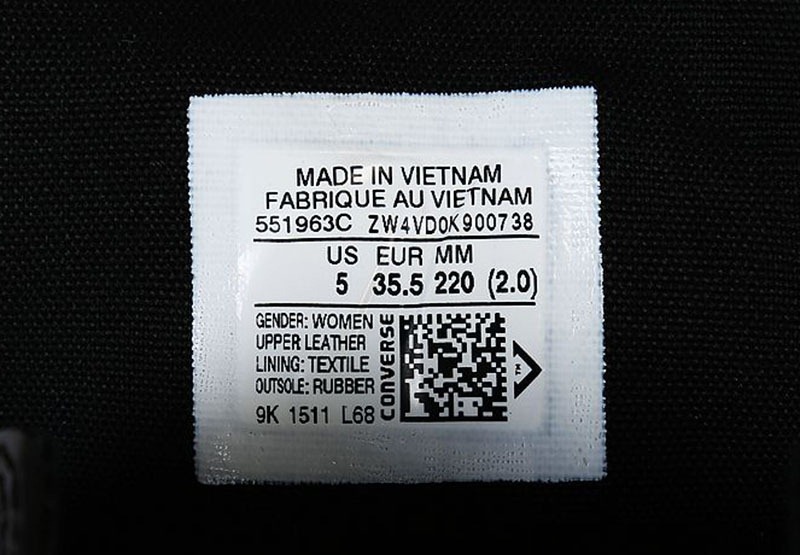 MADE IN VIETNAM
FABRIQUE AU VIETNAM
551963C ZW4VD0K900738
US EUR MM
5 35.5 220 (2.0)
GENDER: WOMEN
UPPER: LEATHER
LINING: TEXTILE
OUTSOLE: RUBBER
9K 1511 L68
CONVERSE
TM